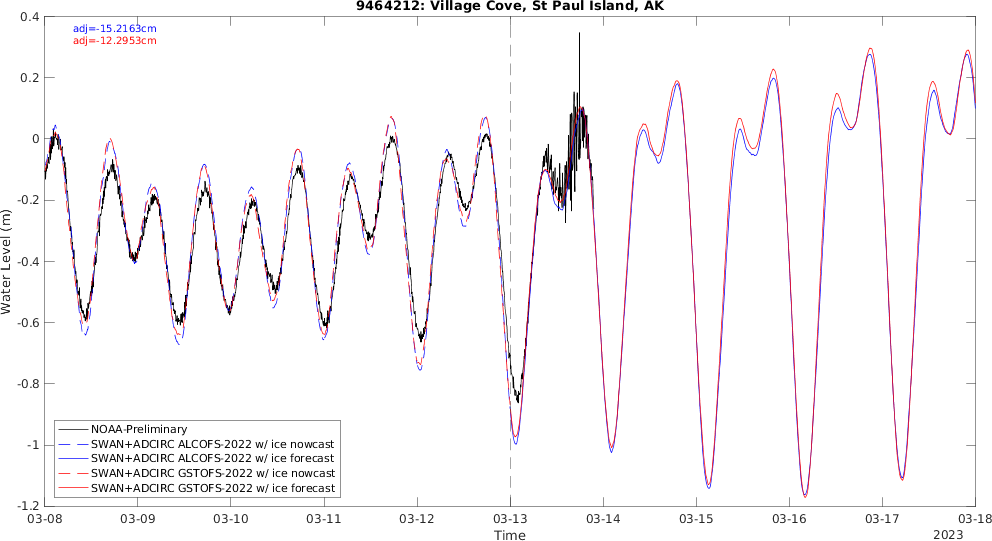 9464212: Village Cove, St Paul Island, AK
adj=-15.2163cm
adj=-12.2953cm
0.4
0.2
0
-0.2
-0.4
-0.6
-0.8
-1
-1.2
Water Level (m)
NOAA-Preliminary
SWAN+ADCIRC ALCOFS-2022 w/ ice nowcast
SWAN+ADCIRC ALCOFS-2022 w/ ice forecast
SWAN+ADCIRC GSTOFS-2022 w/ ice nowcast
SWAN+ADCIRC GSTOFS-2022 w/ ice forecast
03-08 03-09 03-10 03-11 03-12 03-13 03-14 03-15 03-16 03-17 03-18
Time
2023